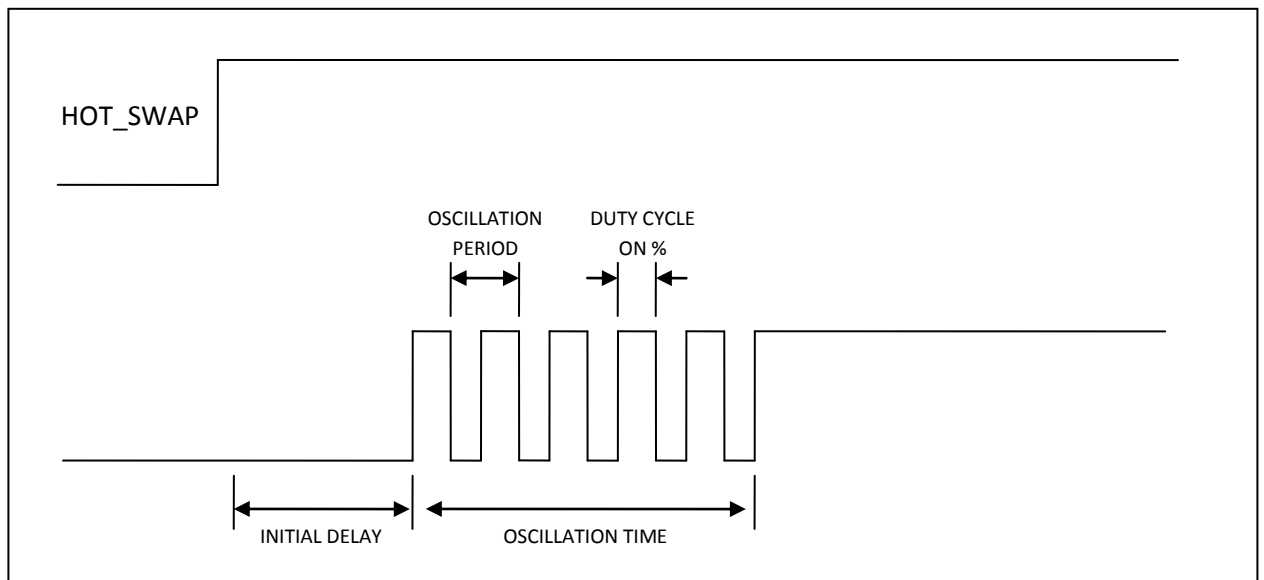 HOT_SWAP
OSCILLATION
PERIOD
DUTY CYCLE
ON %
INITIAL DELAY
OSCILLATION TIME